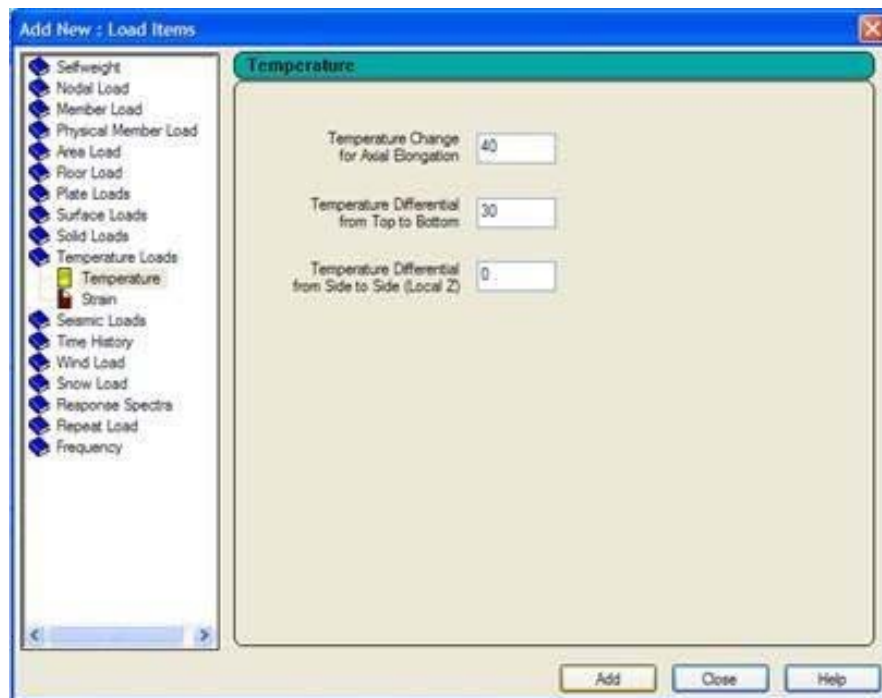 Add New : Load Items
Selfweight
Nodal Load
Member Load
Physical Member Load
Area Load
Floor Load
Plate Loads
Surface Loads
Solid Loads
Temperature Loads
Temperature
Strain
Seismic Loads
Time History
Wind Load
Snow Load
Response Spectra
Repeat Load
Frequency
Temperature
Temperature Change
for Axial Elongation
40
Temperature Differential
from Top to Bottom
30
Temperature Differential
from Side to Side (Local Z)
0
Add
Close
Help